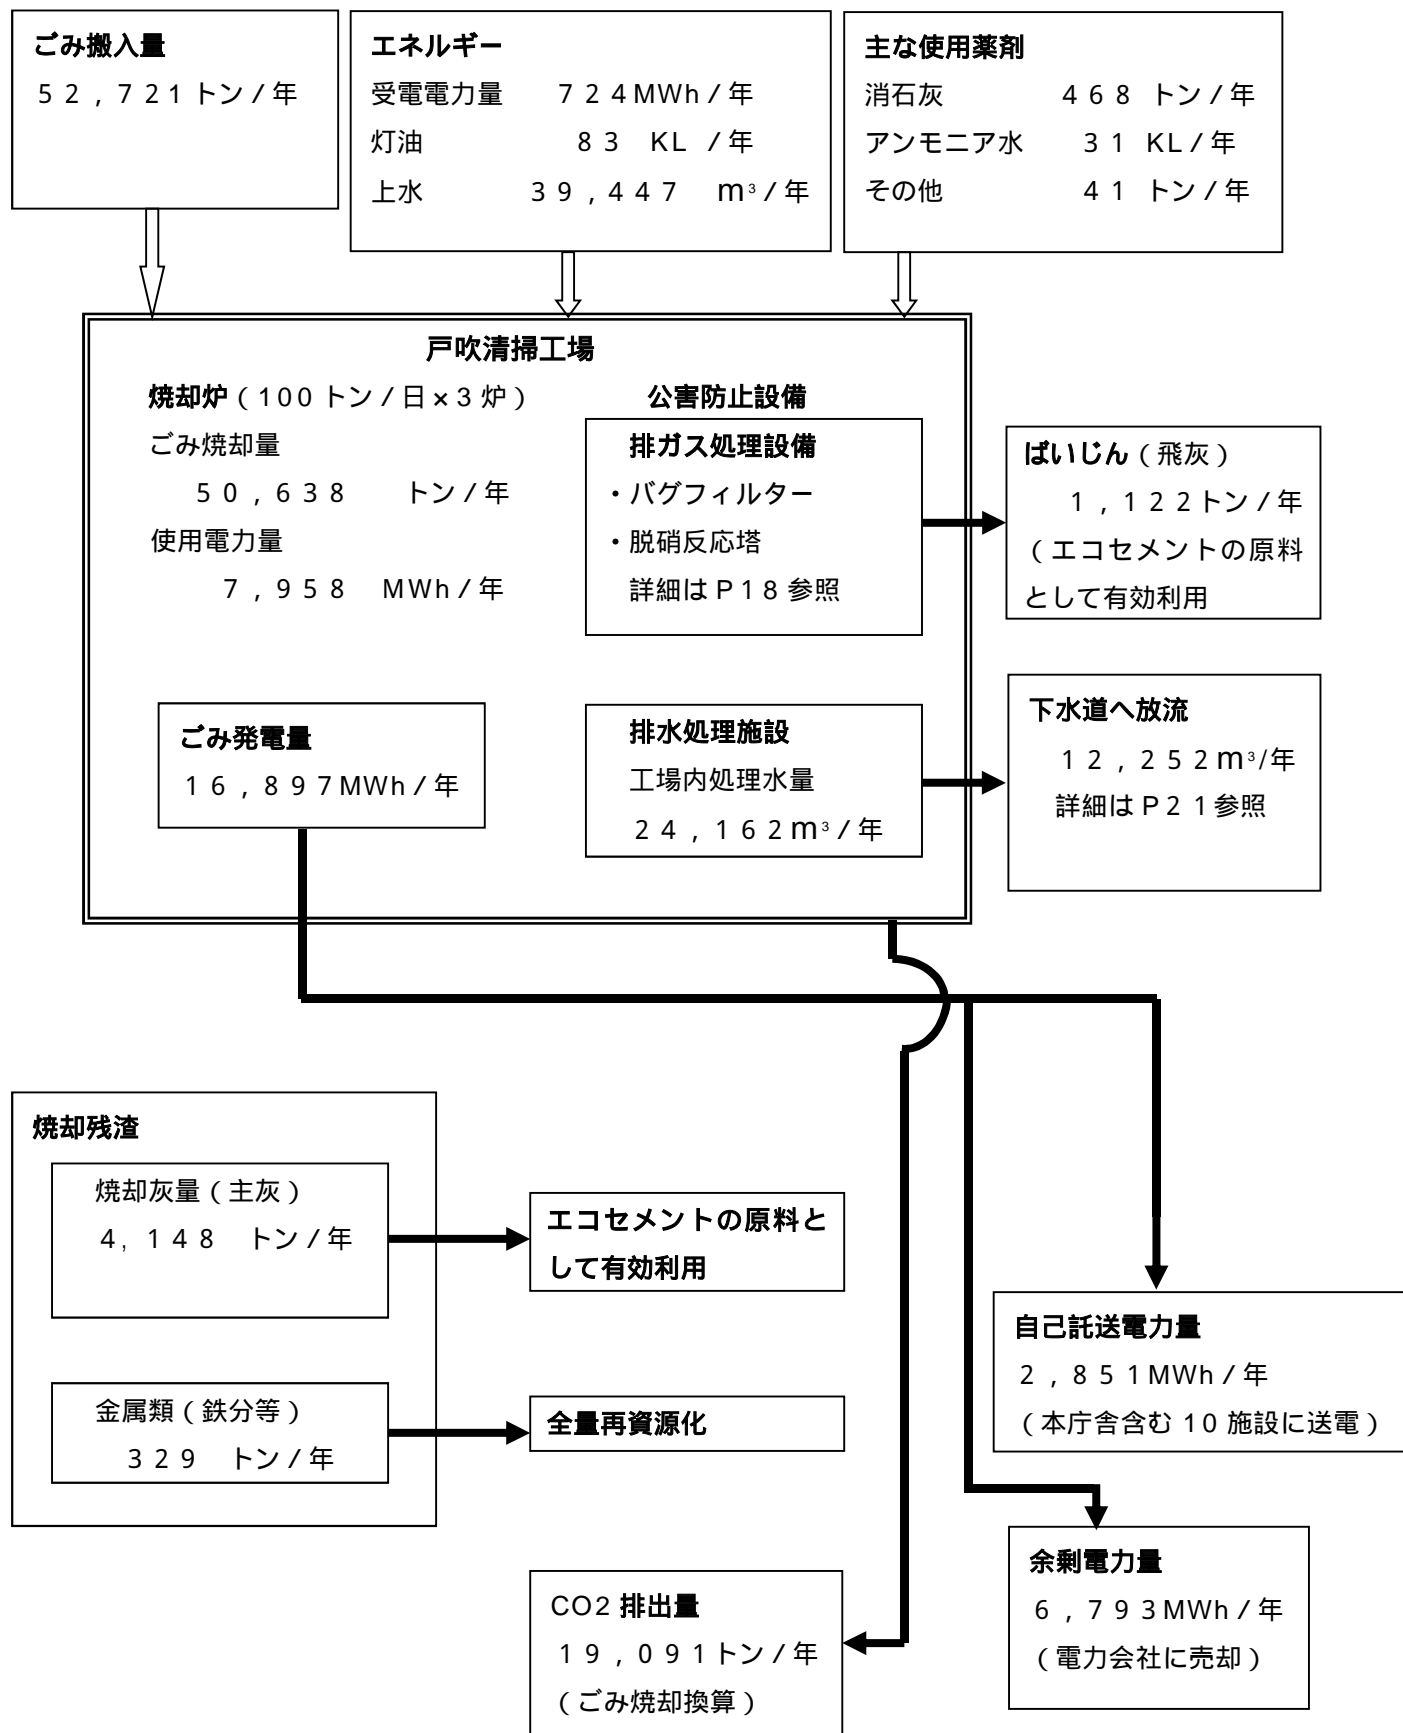 ごみ搬入量
52,721トン/年
エネルギー
受電電力量 724MWh/年
灯油 83 KL /年
上水 39,447 m³/年
主な使用薬剤
消石灰 468 トン/年
アンモニア水 31 KL/年
その他 41 トン/年
戸吹清掃工場
焼却炉(100トン/日×3炉)
ごみ焼却量
50,638 トン/年
使用電力量
7,958 MWh/年
公害防止設備
排ガス処理設備
・バグフィルター
・脱硝反応塔
詳細はP18参照
ばいじん(飛灰)
1,122トン/年
(エコセメントの原料
として有効利用
ごみ発電量
16,897MWh/年
排水処理施設
工場内処理水量
24,162m³/年
下水道へ放流
12,252m³/年
詳細はP21参照
焼却残渣
焼却灰量(主灰)
4,148 トン/年
エコセメントの原料と
して有効利用
金属類(鉄分等)
329 トン/年
全量再資源化
自己託送電力量
2,851MWh/年
(本庁舎含む10施設に送電)
余剰電力量
6,793MWh/年
(電力会社に売却)
CO2排出量
19,091トン/年
(ごみ焼却換算)